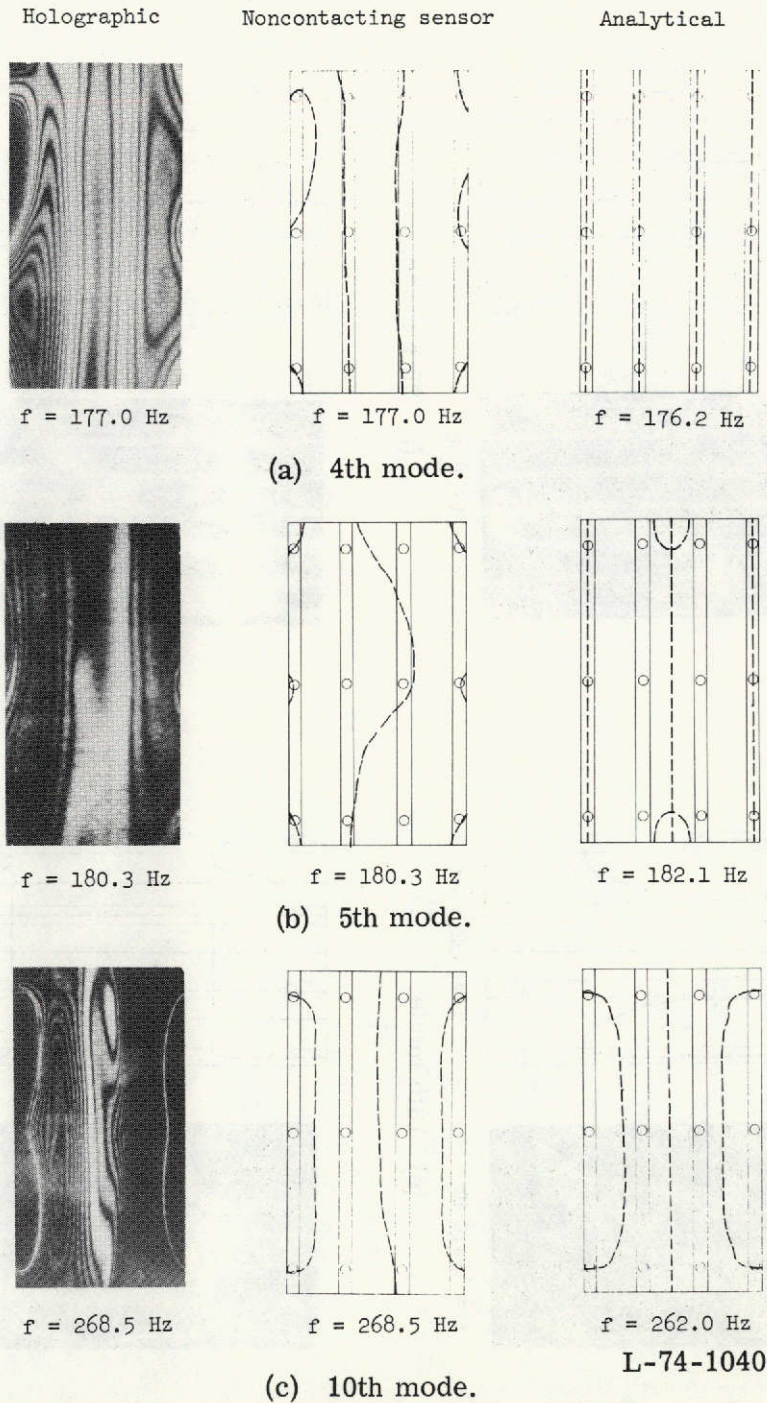 Holographic Noncontacting sensor Analytical
f = 177.0 Hz f = 177.0 Hz f = 176.2 Hz
(a) 4th mode.
f = 180.3 Hz f = 180.3 Hz f = 182.1 Hz
(b) 5th mode.
f = 268.5 Hz f = 268.5 Hz f = 262.0 Hz
L-74-1040
(c) 10th mode.